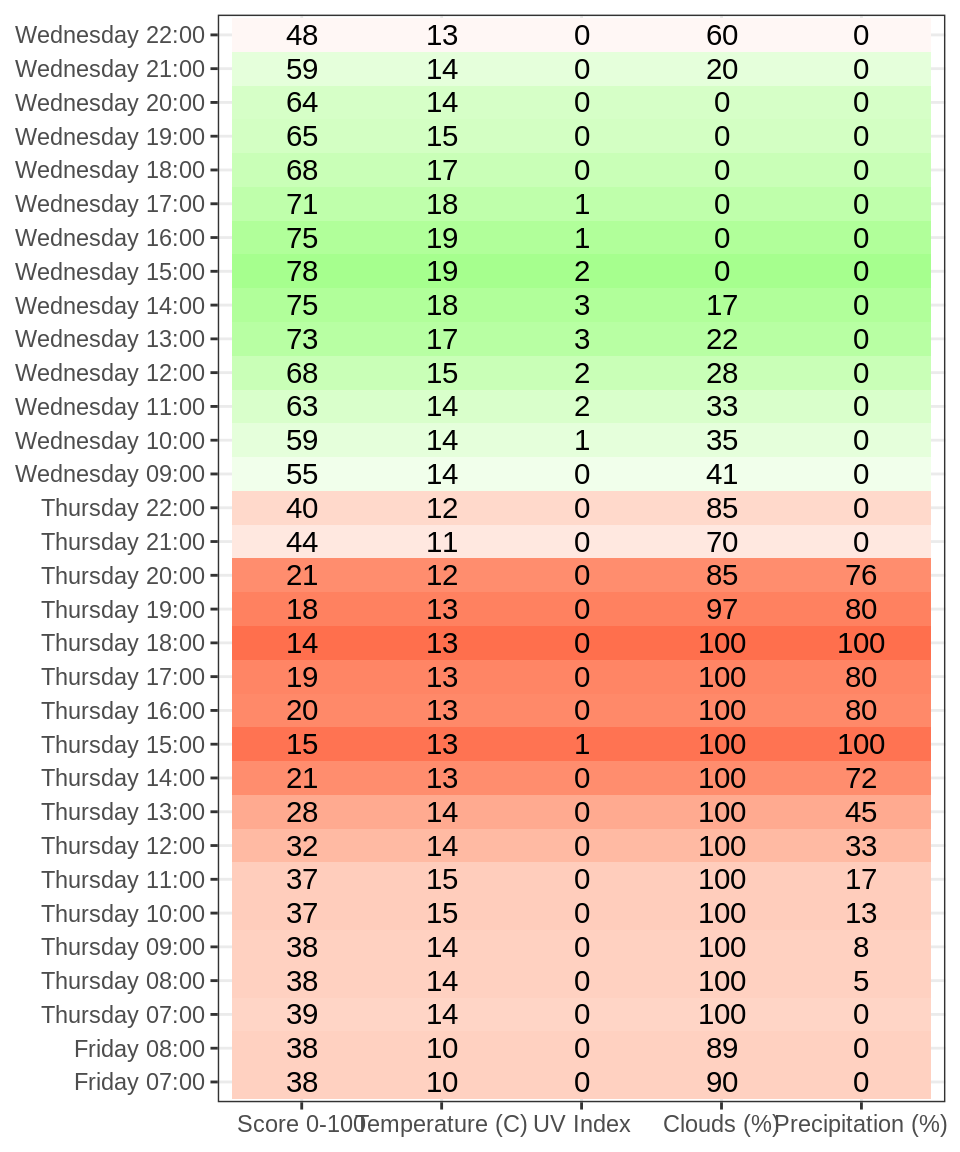 Wednesday 22:00 48 13 0 60 0
Wednesday 21:00 59 14 0 20 0
Wednesday 20:00 64 14 0 0 0
Wednesday 19:00 65 15 0 0 0
Wednesday 18:00 68 17 0 0 0
Wednesday 17:00 71 18 1 0 0
Wednesday 16:00 75 19 1 0 0
Wednesday 15:00 78 19 2 0 0
Wednesday 14:00 75 18 3 17 0
Wednesday 13:00 73 17 3 22 0
Wednesday 12:00 68 15 2 28 0
Wednesday 11:00 63 14 2 33 0
Wednesday 10:00 59 14 1 35 0
Wednesday 09:00 55 14 0 41 0
Thursday 22:00 40 12 0 85 0
Thursday 21:00 44 11 0 70 0
Thursday 20:00 21 12 0 85 76
Thursday 19:00 18 13 0 97 80
Thursday 18:00 14 13 0 100 100
Thursday 17:00 19 13 0 100 80
Thursday 16:00 20 13 0 100 80
Thursday 15:00 15 13 1 100 100
Thursday 14:00 21 13 0 100 72
Thursday 13:00 28 14 0 100 45
Thursday 12:00 32 14 0 100 33
Thursday 11:00 37 15 0 100 17
Thursday 10:00 37 15 0 100 13
Thursday 09:00 38 14 0 100 8
Thursday 08:00 38 14 0 100 5
Thursday 07:00 39 14 0 100 0
Friday 08:00 38 10 0 89 0
Friday 07:00 38 10 0 90 0
Score 0-100 Temperature (C) UV Index Clouds (%) Precipitation (%)